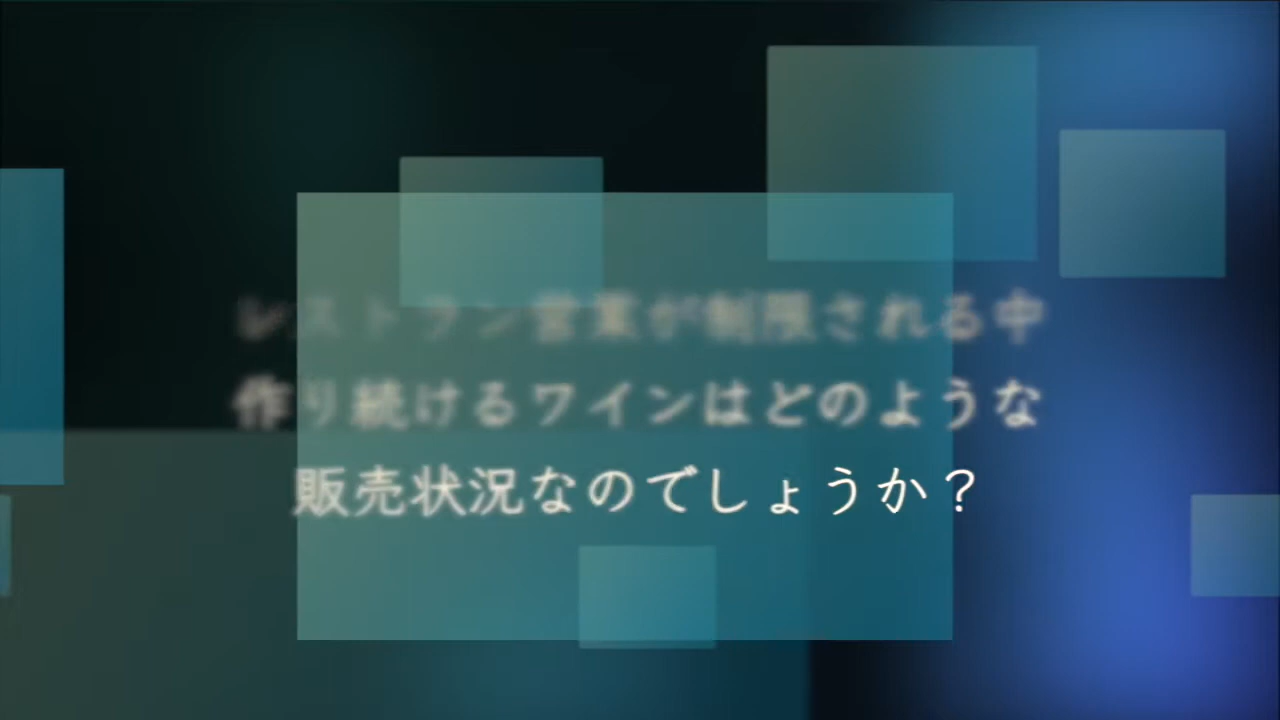 レストラン営業が制限される中
作り続けるワインはどのような
販売状況なのでしょうか？